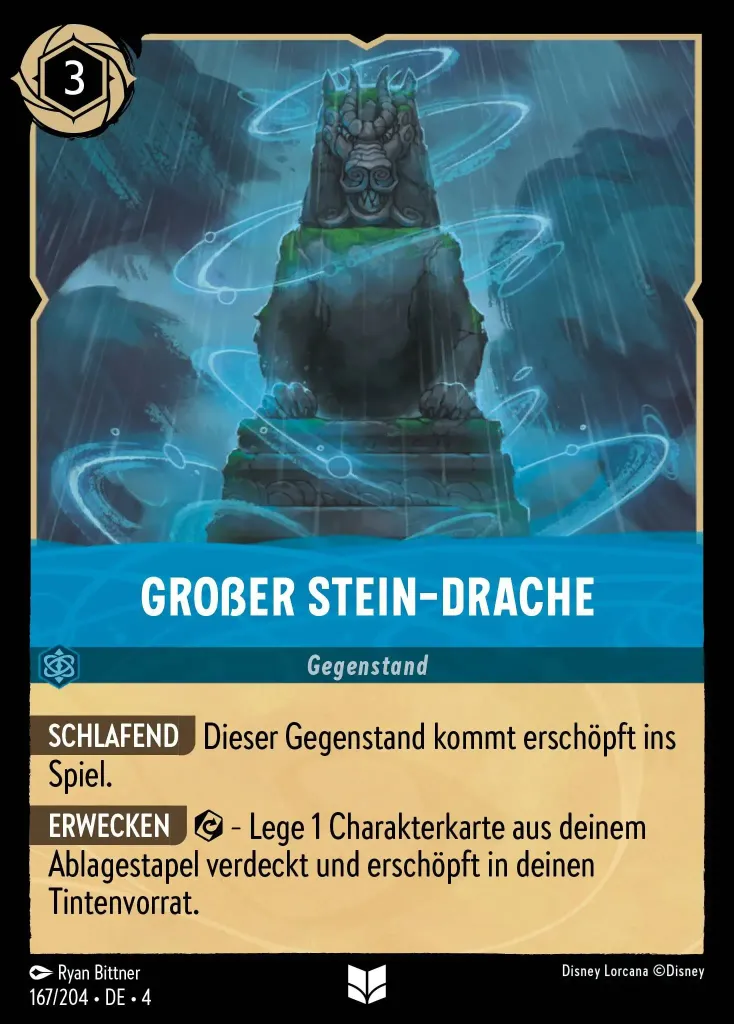 3
GROẞER STEIN-DRACHE
Gegenstand
SCHLAFEND Dieser Gegenstand kommt erschöpft ins
Spiel.
ERWECKEN - Lege 1 Charakterkarte aus deinem
Ablagestapel verdeckt und erschöpft in deinen
Tintenvorrat.
Ryan Bittner
Disney Lorcana ©Disney
167/204 • DE • 4